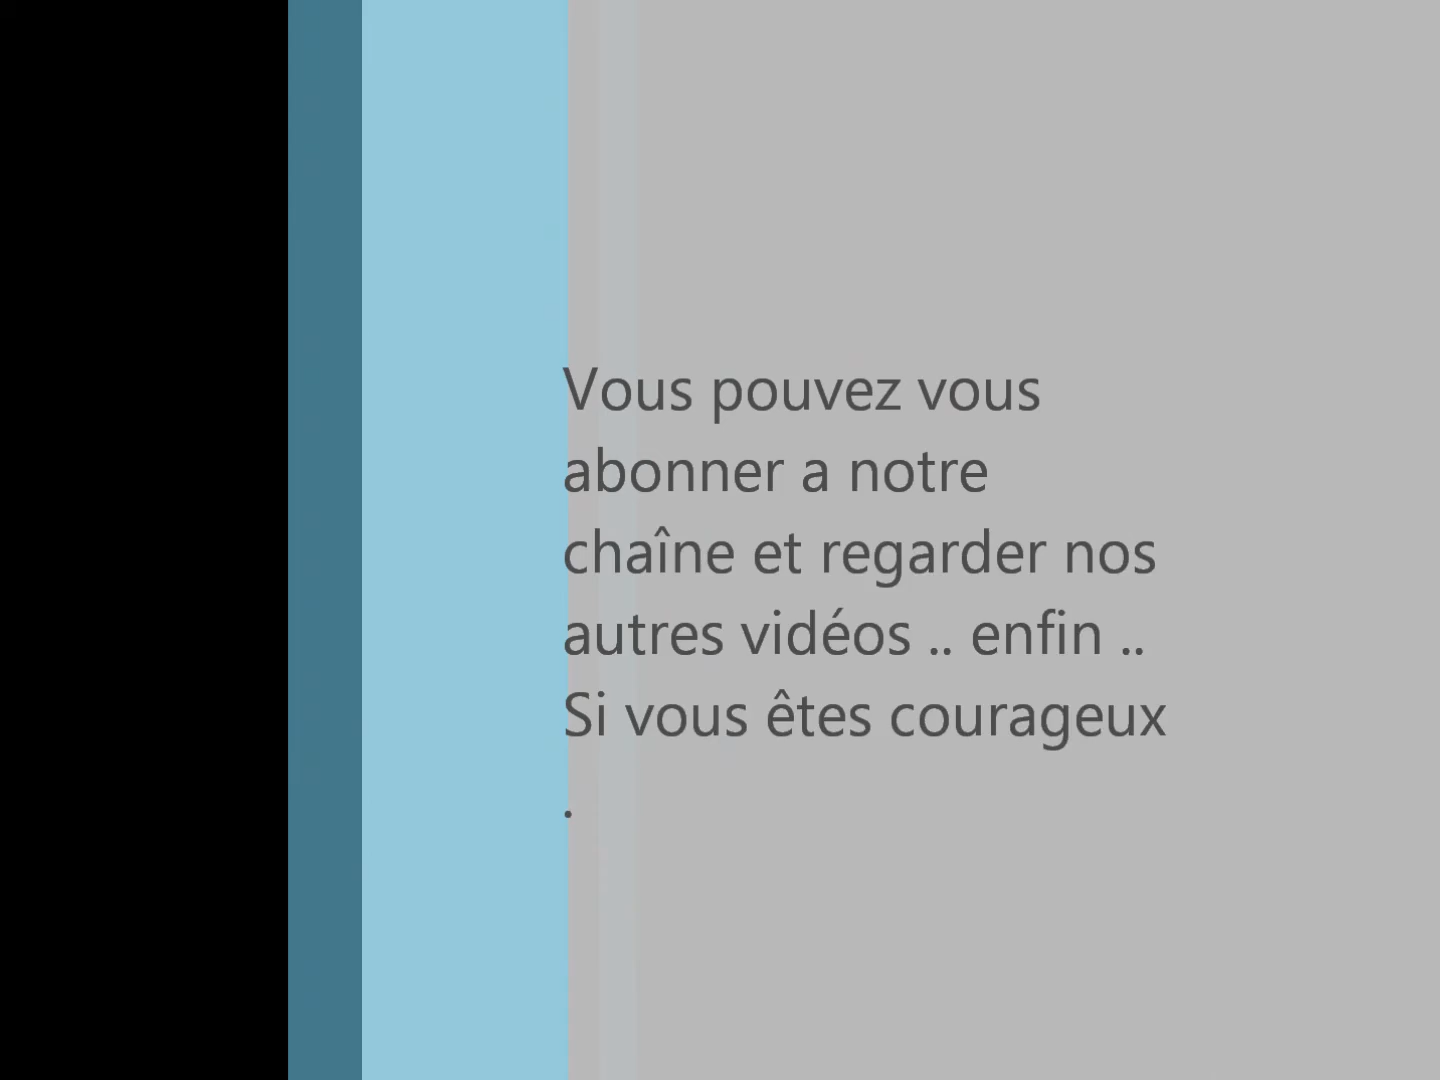 Vous pouvez vous
abonner a notre
chaîne et regarder nos
autres vidéos .. enfin ..
Si vous êtes courageux
.